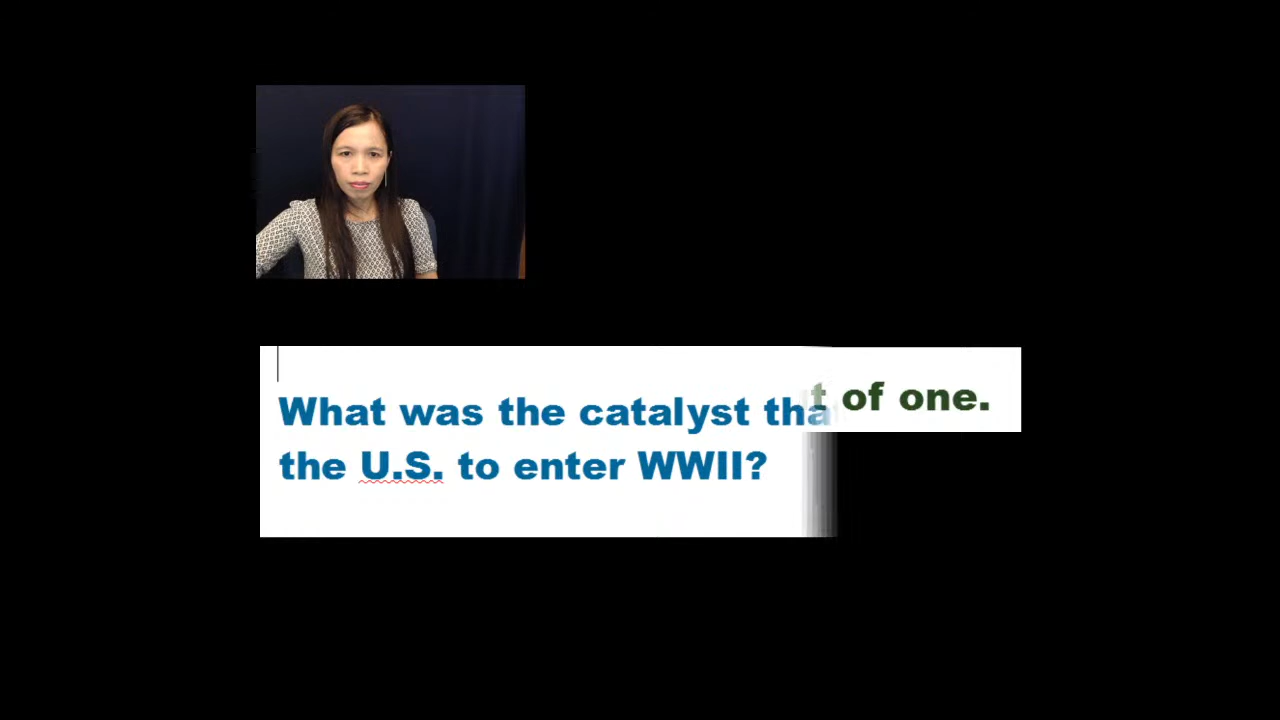 What was the catalyst tha
the U.S. to enter WWII?
t of one.